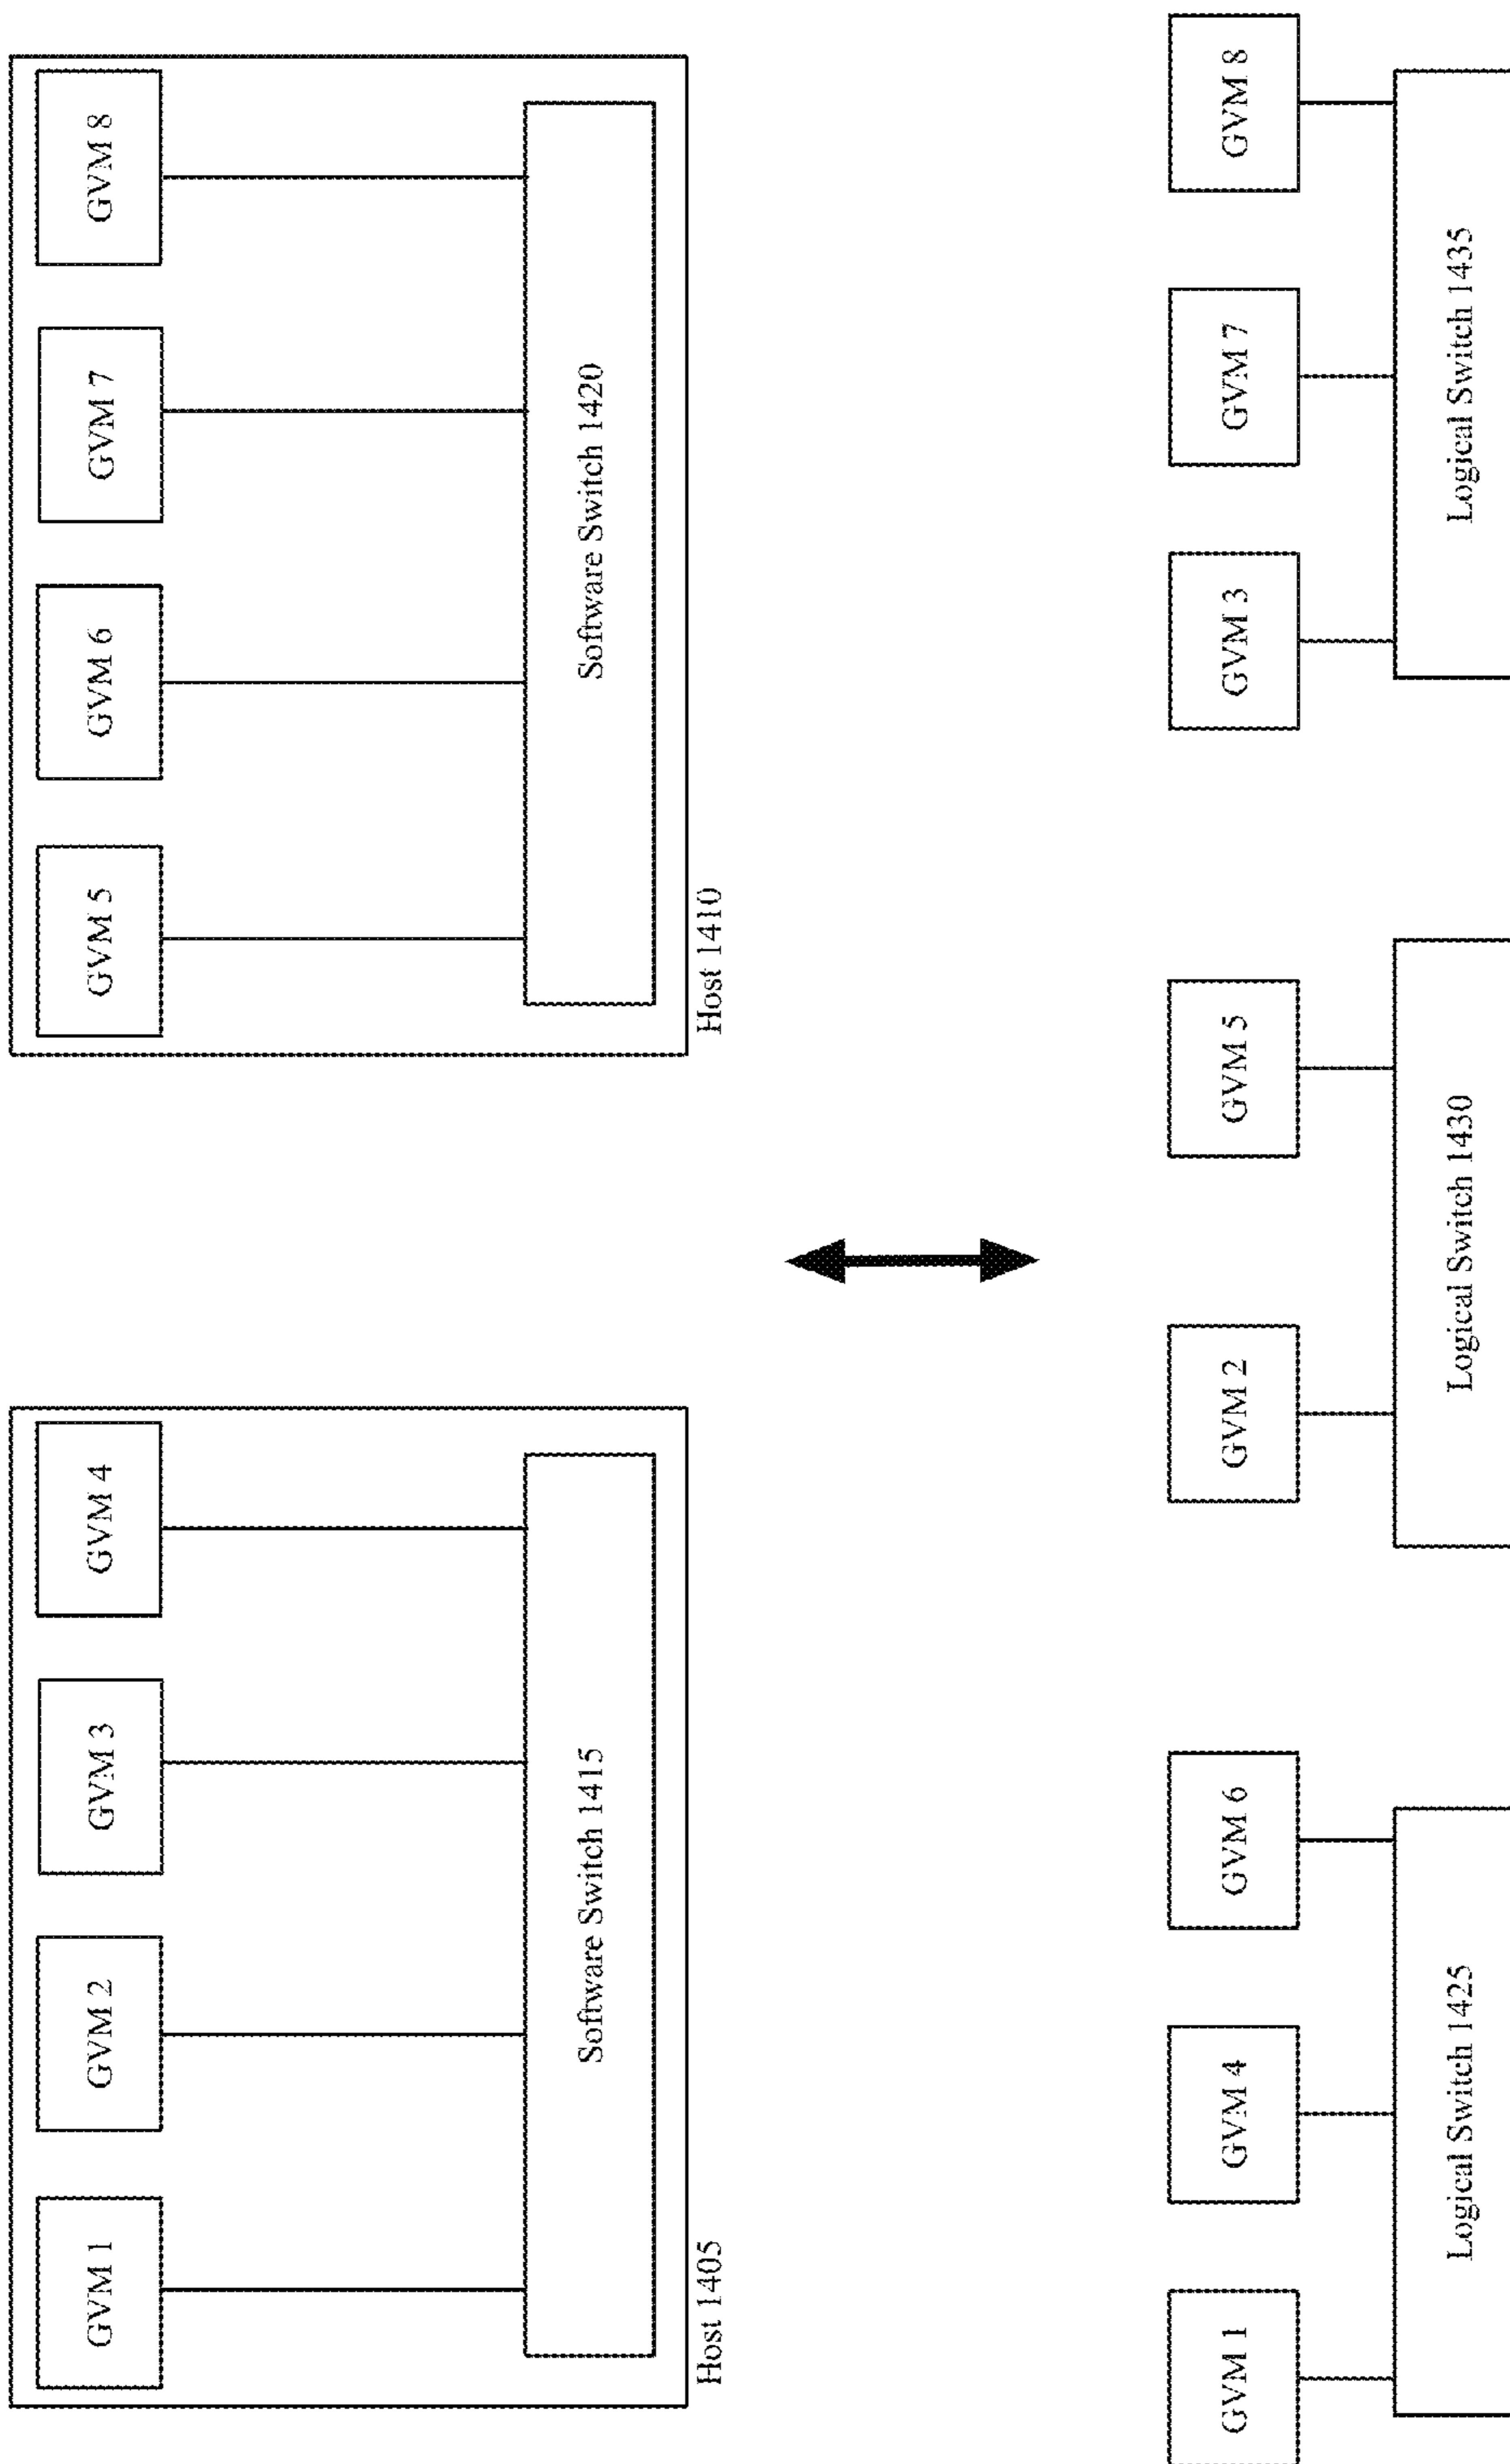 GVM 1
GVM 2
GVM 3
GVM 4
Software Switch 1415
Host 1405
GVM 5
GVM 6
GVM 7
GVM 8
Software Switch 1420
Host 1410
GVM 1
GVM 4
GVM 6
Logical Switch 1425
GVM 2
GVM 5
Logical Switch 1430
GVM 3
GVM 7
GVM 8
Logical Switch 1435